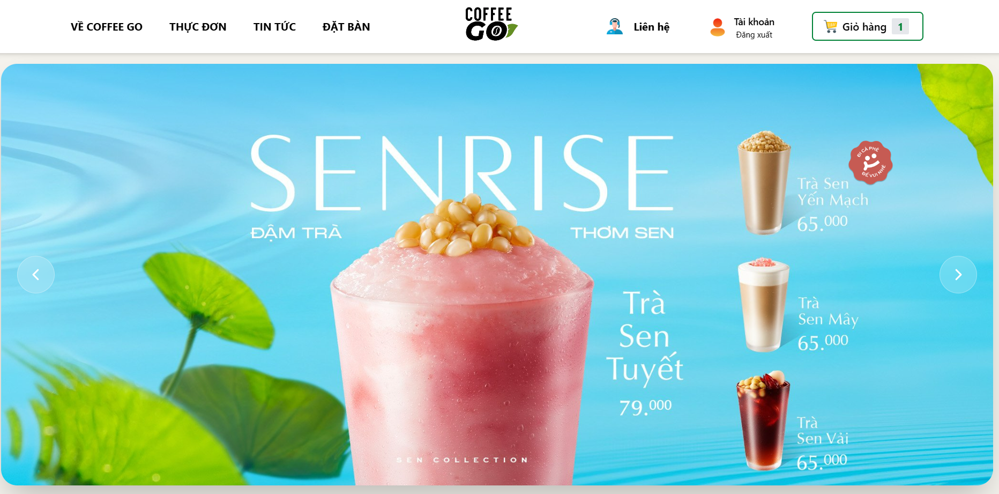 VỀ COFFEE GO
THỰC ĐƠN
TIN TỨC
ĐẶT BÀN
COFFEE
GO
Liên hệ
Tài khoản
Đăng xuất
Giỏ hàng 1
SENRISE
ĐẬM TRÀ
THƠM SEN
Trà
Sen
Tuyết
79.000
SEN COLLECTION
Trà Sen
Yến Mạch
65.000
ĐI CÀ PHÊ
ĐỂ VUI NHÉ
Trà
Sen Mây
65.000
Trà
Sen Vải
65.000